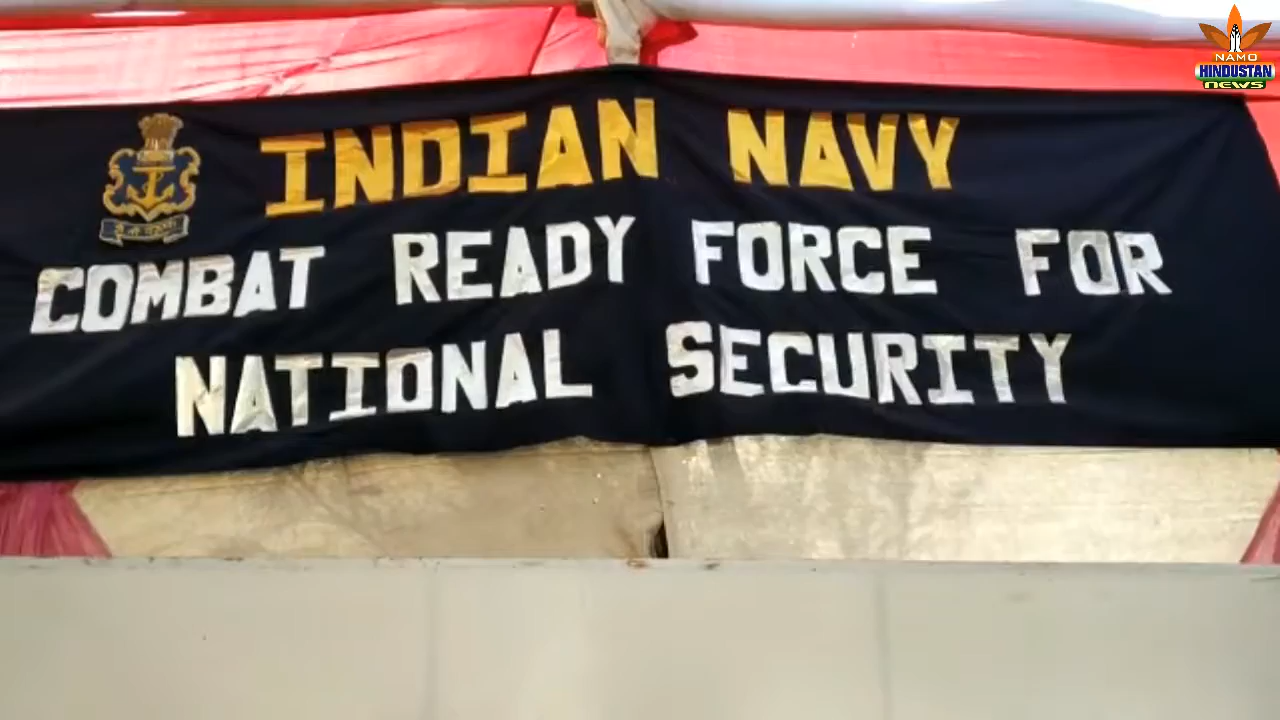 INDIAN NAVY
COMBAT READY FORCE FOR
NATIONAL SECURITY
NAMO
HINDUSTAN
NEWS